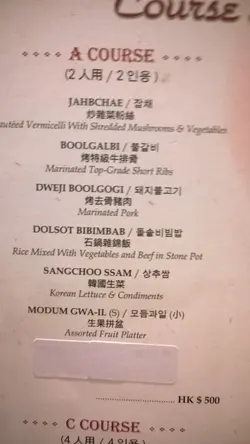 Course
A COURSE
(2 人用 / 2 인용)
JAHBCHAE / 잡채
炒雜菜粉絲
Sautéed Vermicelli With Shredded Mushrooms & Vegetables
BOOLGALBI / 불갈비
烤特級牛排骨
Marinated Top-Grade Short Ribs
DWEJI BOOLGOGI / 돼지불고기
烤去骨豬肉
Marinated Pork
DOLSOT BIBIMBAB / 돌솥비빔밥
石鍋雜錦飯
Rice Mixed With Vegetables and Beef in Stone Pot
SANGCHOO SSAM / 상추쌈
韓國生菜
Korean Lettuce & Condiments
MODUM GWA-IL (S) / 모듬과일 (小)
生果拼盆
Assorted Fruit Platter
HK $ 500
C COURSE
(4 人用 / 4 인용)